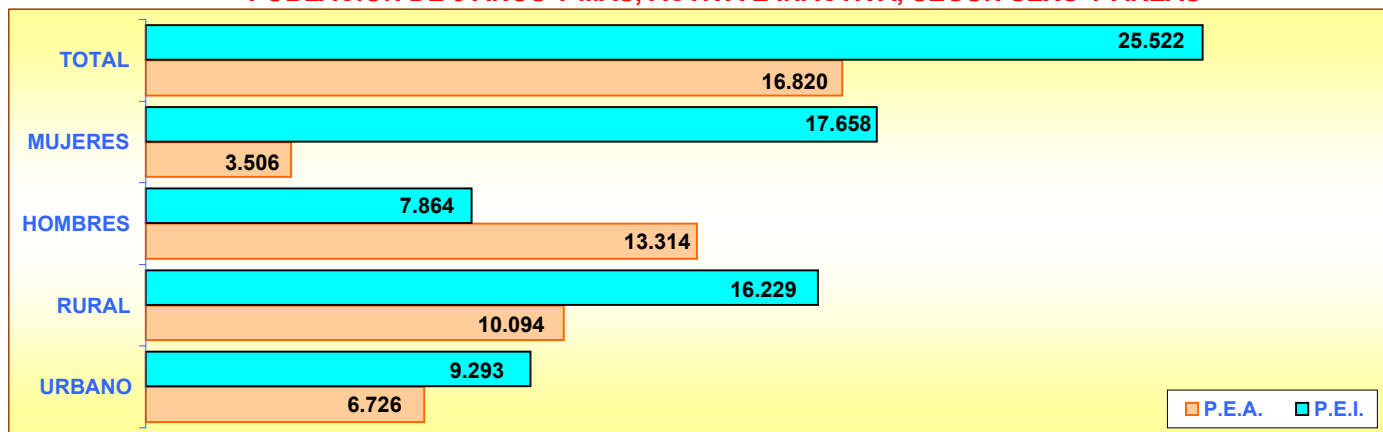 25.522
TOTAL
16.820
17.658
MUJERES
3.506
7.864
HOMBRES
13.314
16.229
RURAL
10.094
9.293
URBANO
6.726
P.E.A. P.E.I.